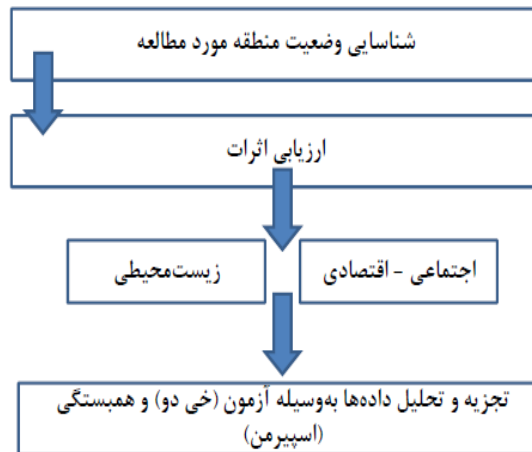 شناسایی وضعیت منطقه مورد مطالعه
ارزیابی اثرات
اجتماعی - اقتصادی
زیست‌محیطی
تجزیه و تحلیل داده‌ها به‌وسیله آزمون (خی دو) و همبستگی
(اسپیرمن)